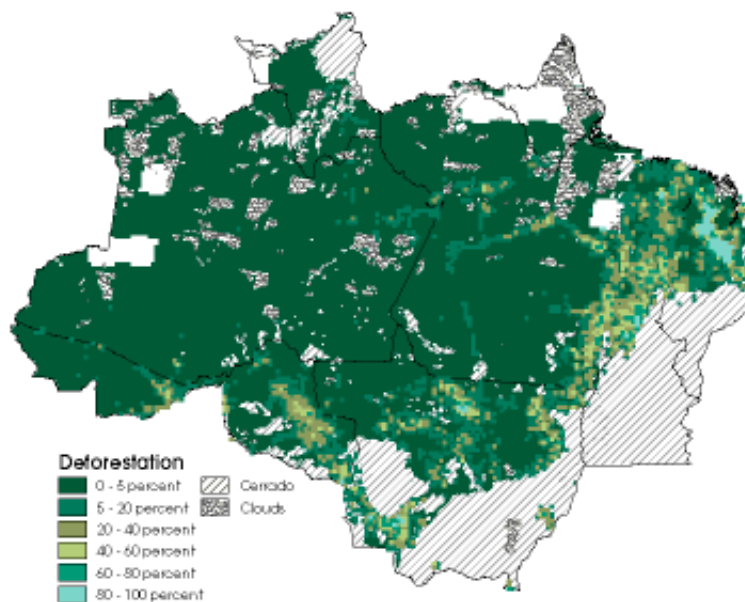 Deforestation
0 - 5 percent
5 - 20 percent
20 - 40 percent
40 - 60 percent
60 - 80 percent
80 - 100 percent
Cerrado
Clouds